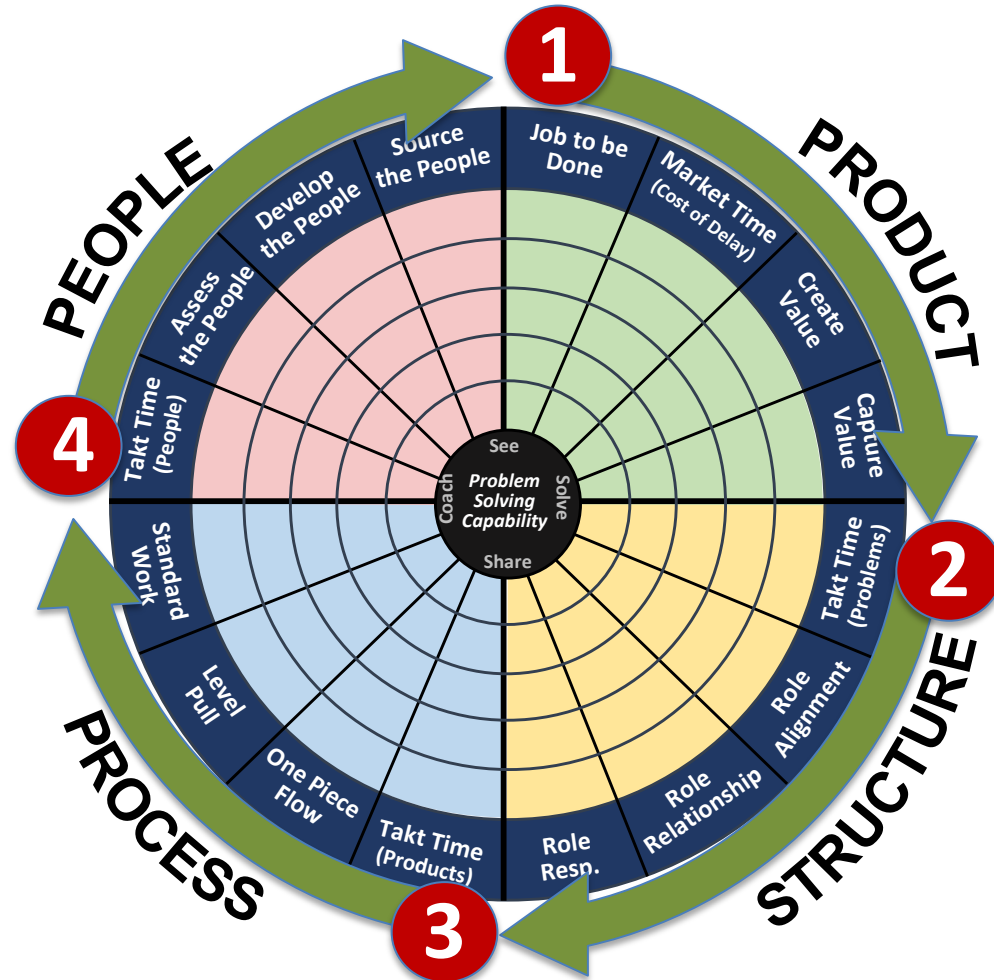 1
PRODUCT
Job to be
Done
Market Time
(Cost of Delay)
Create
Value
Capture
Value
2
STRUCTURE
Takt Time
(Problems)
Role
Alignment
Role
Relationship
Role
Resp.
3
PROCESS
Takt Time
(Products)
One Piece
Flow
Level
Pull
Standard
Work
4
PEOPLE
Takt Time
(People)
Assess
the People
Develop
the People
Source
the People
See
Solve
Share
Coach
Problem
Solving
Capability